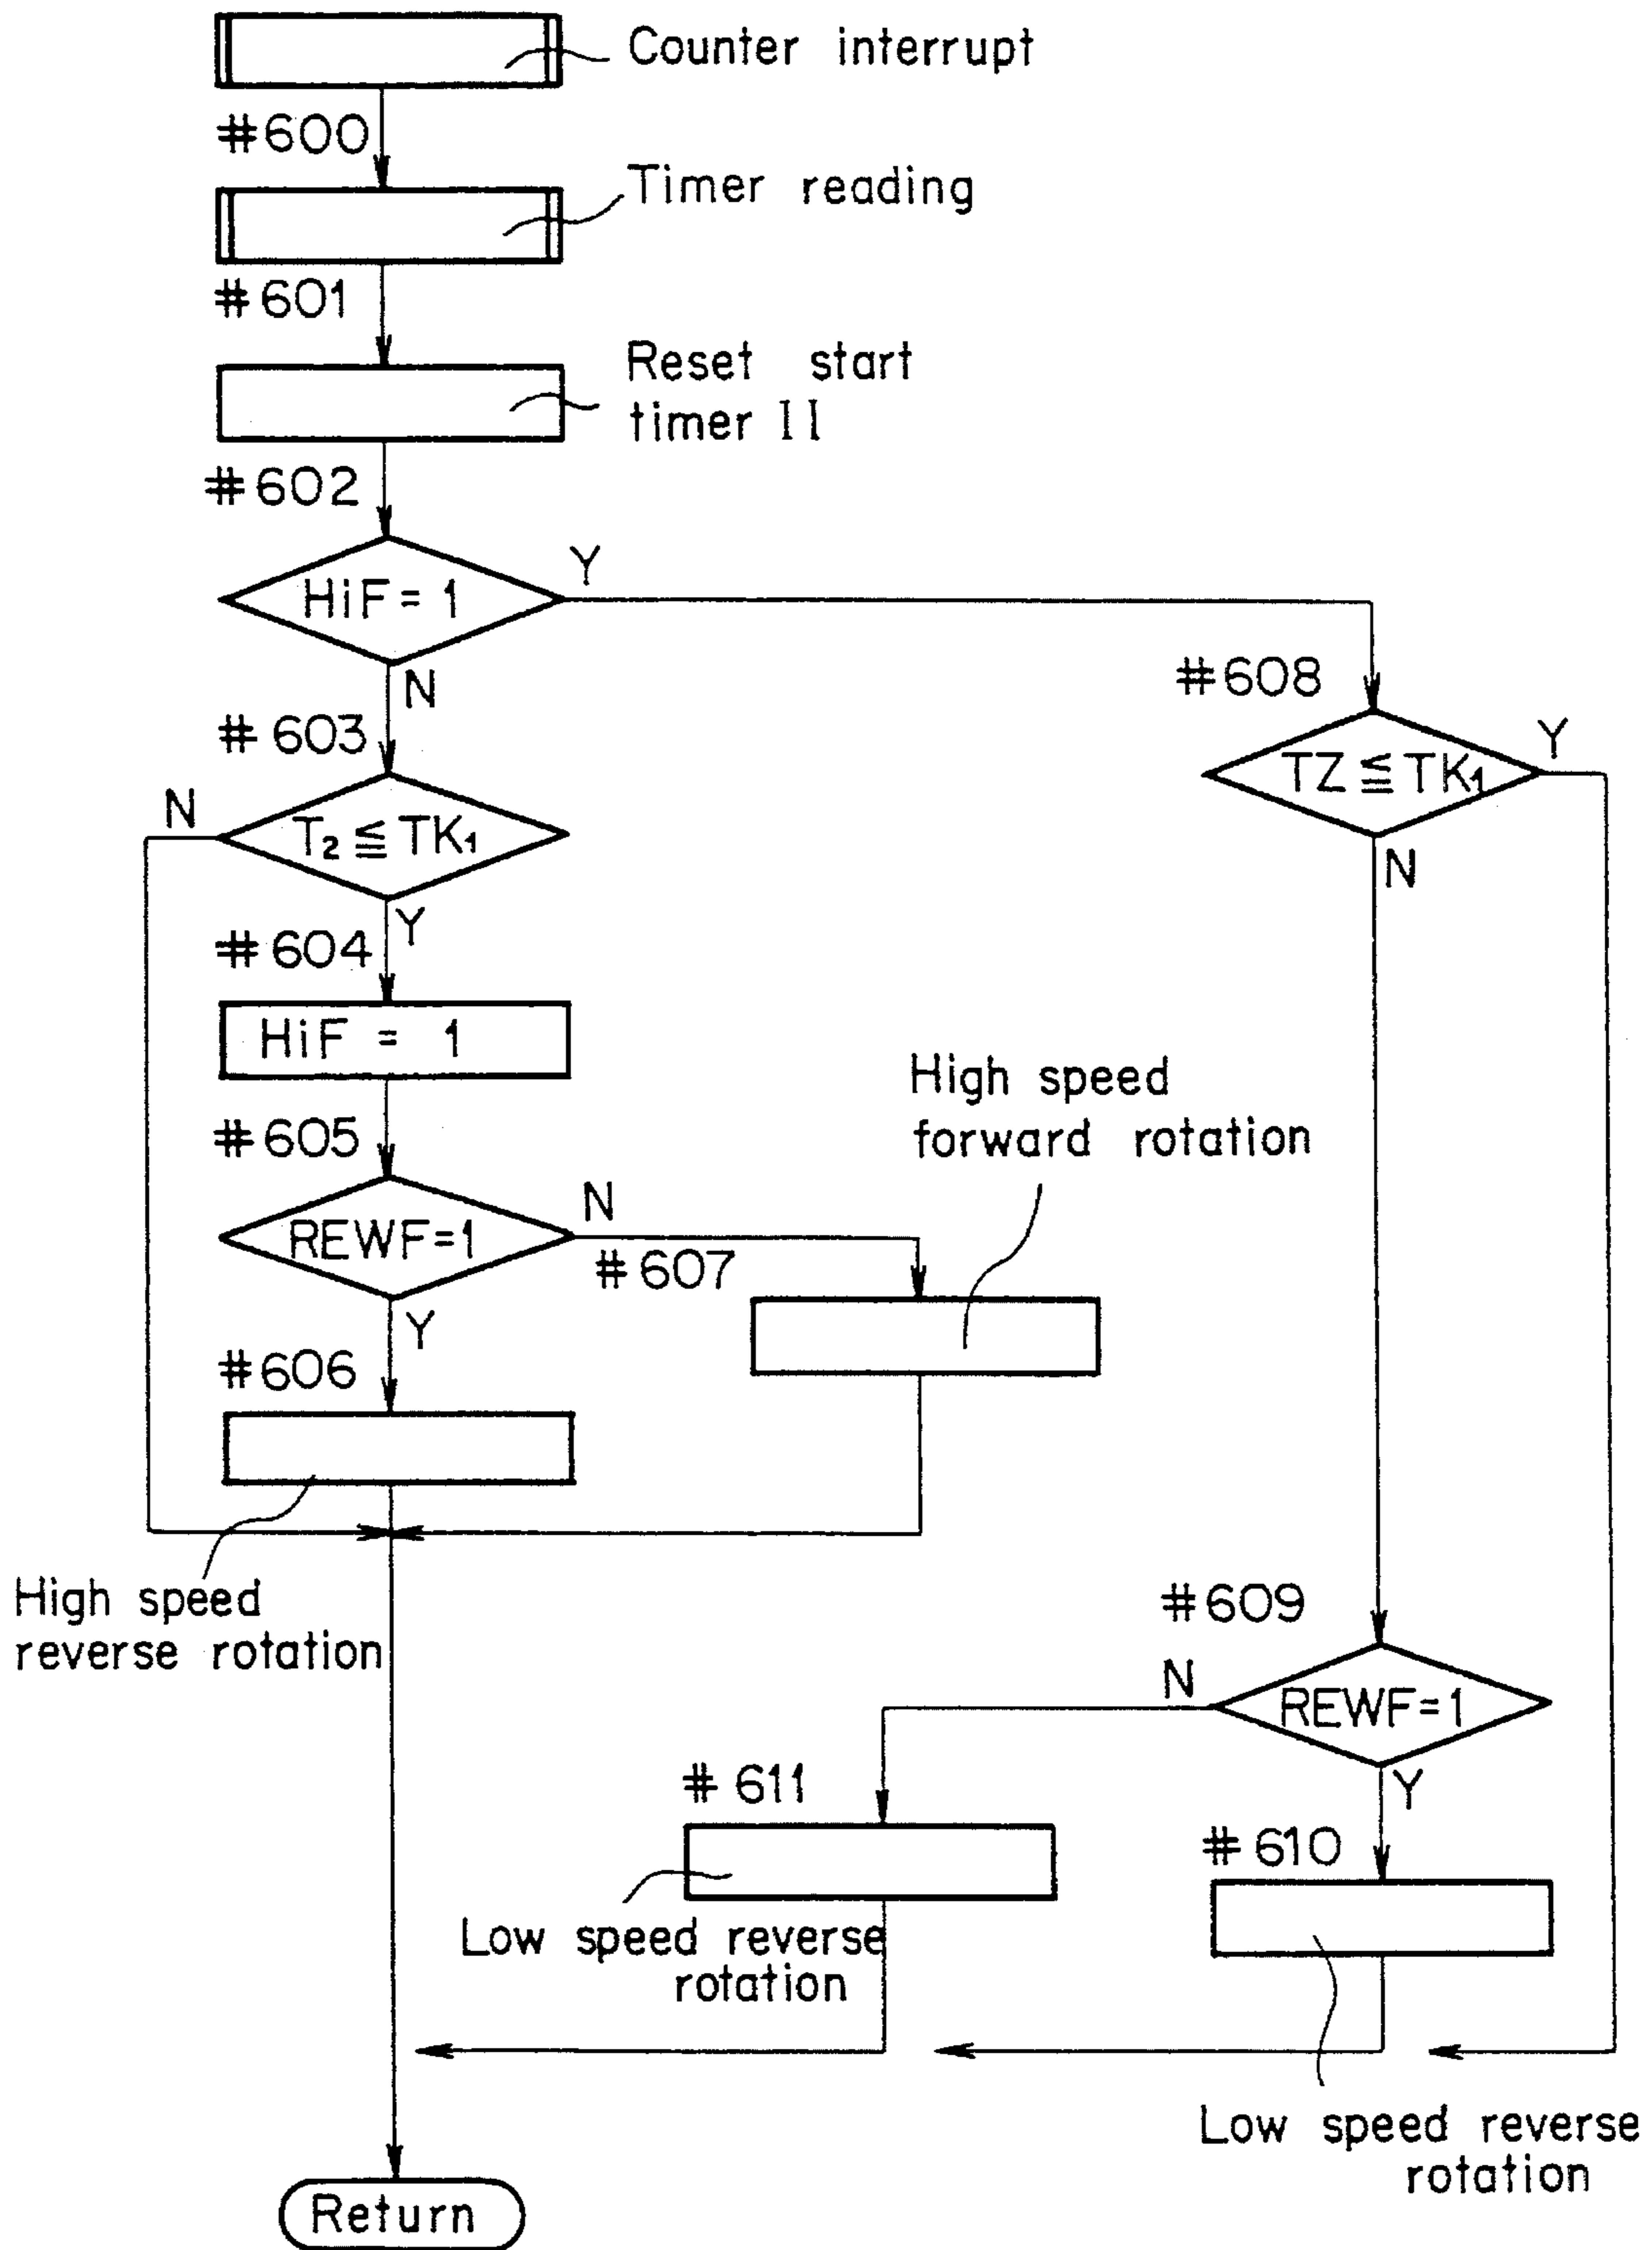 Counter interrupt
#600
Timer reading
#601
Reset start
timer II
#602
HiF = 1
Y
N
#608
#603
TZ ≦ TK1
Y
N
T2 ≦ TK1
N
Y
#604
HiF = 1
High speed
forward rotation
#605
REWF=1
N
#607
Y
#606
High speed
reverse rotation
#609
N
REWF=1
Y
#611
#610
Low speed reverse
rotation
Low speed reverse
rotation
Return